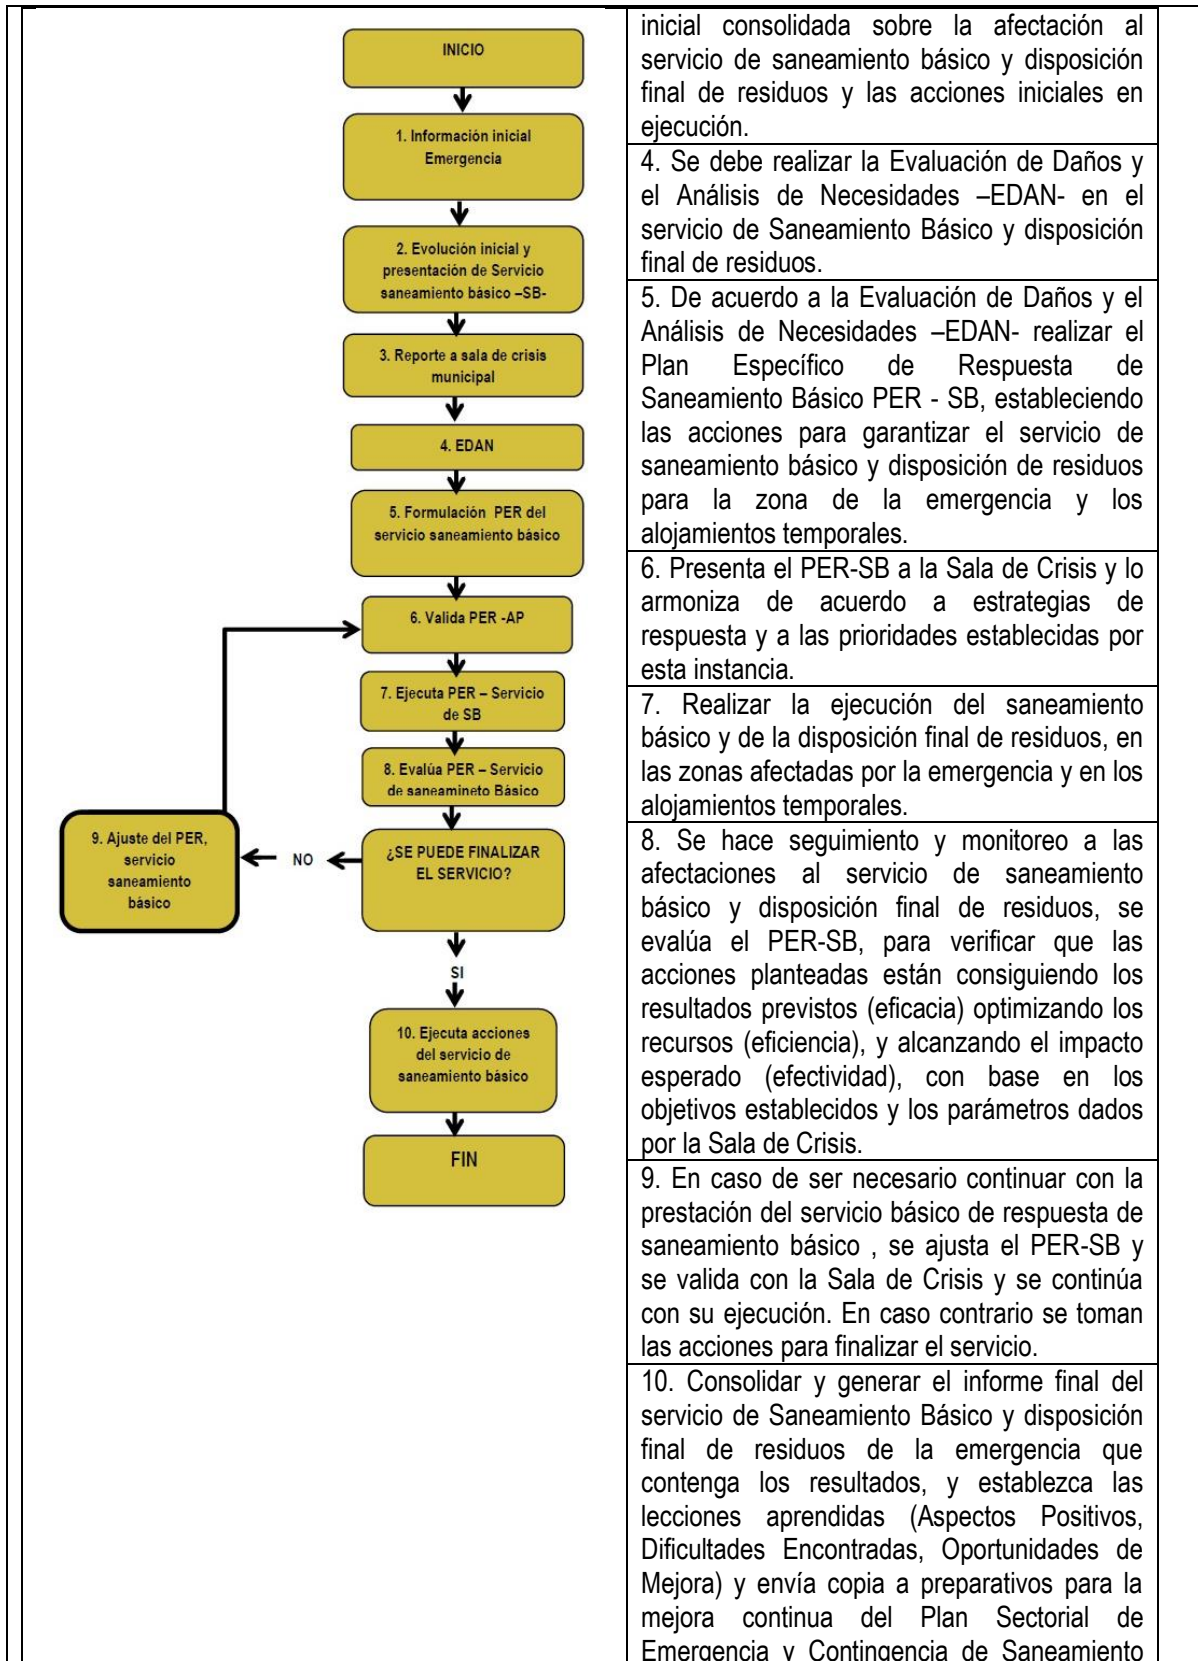 INICIO
1. Información inicial
Emergencia
2. Evolución inicial y
presentación de Servicio
saneamiento básico –SB-
3. Reporte a sala de crisis
municipal
4. EDAN
5. Formulación PER del
servicio saneamiento básico
6. Valida PER -AP
7. Ejecuta PER – Servicio
de SB
8. Evalúa PER – Servicio
de saneamineto Básico
¿SE PUEDE FINALIZAR
EL SERVICIO?
NO
9. Ajuste del PER,
servicio
saneamiento
básico
SI
10. Ejecuta acciones
del servicio de
saneamiento básico
FIN
inicial consolidada sobre la afectación al
servicio de saneamiento básico y disposición
final de residuos y las acciones iniciales en
ejecución.
4. Se debe realizar la Evaluación de Daños y
el Análisis de Necesidades –EDAN- en el
servicio de Saneamiento Básico y disposición
final de residuos.
5. De acuerdo a la Evaluación de Daños y el
Análisis de Necesidades –EDAN- realizar el
Plan Específico de Respuesta de
Saneamiento Básico PER - SB, estableciendo
las acciones para garantizar el servicio de
saneamiento básico y disposición de residuos
para la zona de la emergencia y los
alojamientos temporales.
6. Presenta el PER-SB a la Sala de Crisis y lo
armoniza de acuerdo a estrategias de
respuesta y a las prioridades establecidas por
esta instancia.
7. Realizar la ejecución del saneamiento
básico y de la disposición final de residuos, en
las zonas afectadas por la emergencia y en los
alojamientos temporales.
8. Se hace seguimiento y monitoreo a las
afectaciones al servicio de saneamiento
básico y disposición final de residuos, se
evalúa el PER-SB, para verificar que las
acciones planteadas están consiguiendo los
resultados previstos (eficacia) optimizando los
recursos (eficiencia), y alcanzando el impacto
esperado (efectividad), con base en los
objetivos establecidos y los parámetros dados
por la Sala de Crisis.
9. En caso de ser necesario continuar con la
prestación del servicio básico de respuesta de
saneamiento básico , se ajusta el PER-SB y
se valida con la Sala de Crisis y se continúa
con su ejecución. En caso contrario se toman
las acciones para finalizar el servicio.
10. Consolidar y generar el informe final del
servicio de Saneamiento Básico y disposición
final de residuos de la emergencia que
contenga los resultados, y establezca las
lecciones aprendidas (Aspectos Positivos,
Dificultades Encontradas, Oportunidades de
Mejora) y envía copia a preparativos para la
mejora continua del Plan Sectorial de
Emergencia y Contingencia de Saneamiento